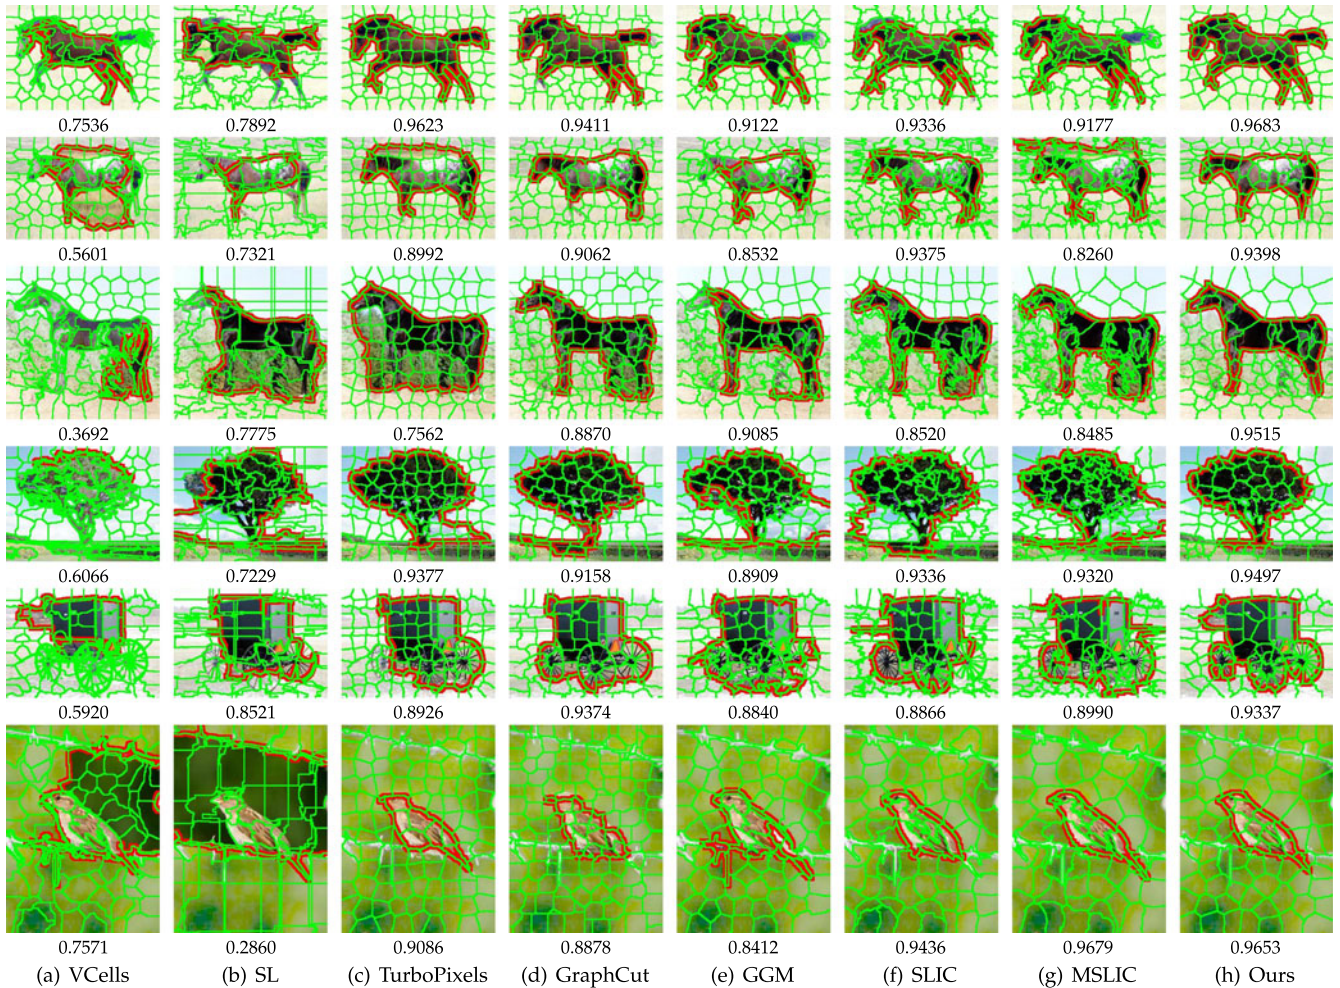 0.7536 0.7892 0.9623 0.9411 0.9122 0.9336 0.9177 0.9683
0.5601 0.7321 0.8992 0.9062 0.8532 0.9375 0.8260 0.9398
0.3692 0.7775 0.7562 0.8870 0.9085 0.8520 0.8485 0.9515
0.6066 0.7229 0.9377 0.9158 0.8909 0.9336 0.9320 0.9497
0.5920 0.8521 0.8926 0.9374 0.8840 0.8866 0.8990 0.9337
0.7571 0.2860 0.9086 0.8878 0.8412 0.9436 0.9679 0.9653
(a) VCells (b) SL (c) TurboPixels (d) GraphCut (e) GGM (f) SLIC (g) MSLIC (h) Ours